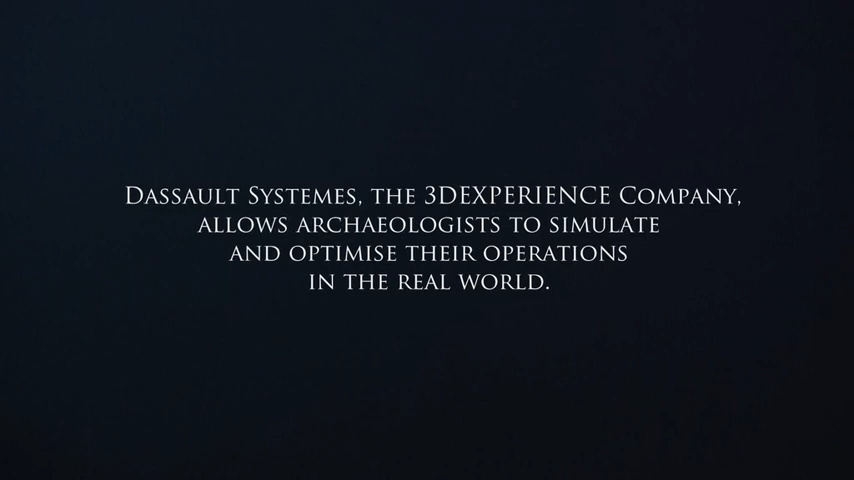 Dassault Systemes, the 3DEXPERIENCE Company,
allows archaeologists to simulate
and optimise their operations
in the real world.